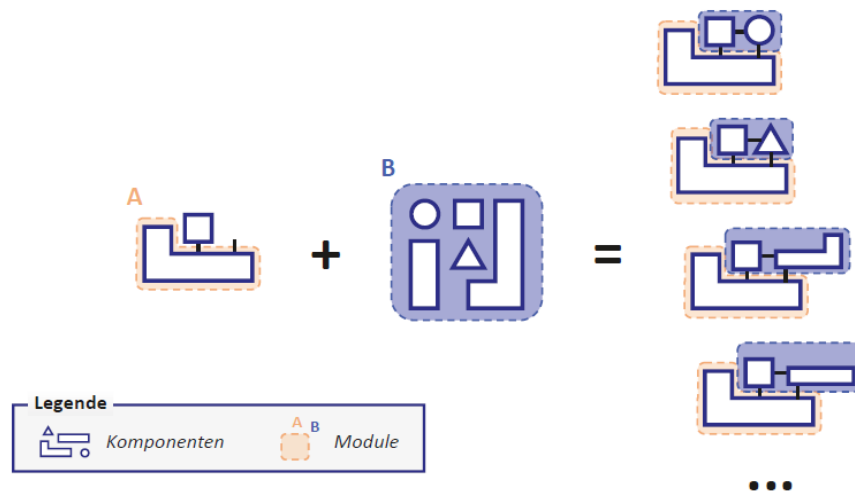 A
B
+
=
Legende
A
B
Komponenten
Module
...